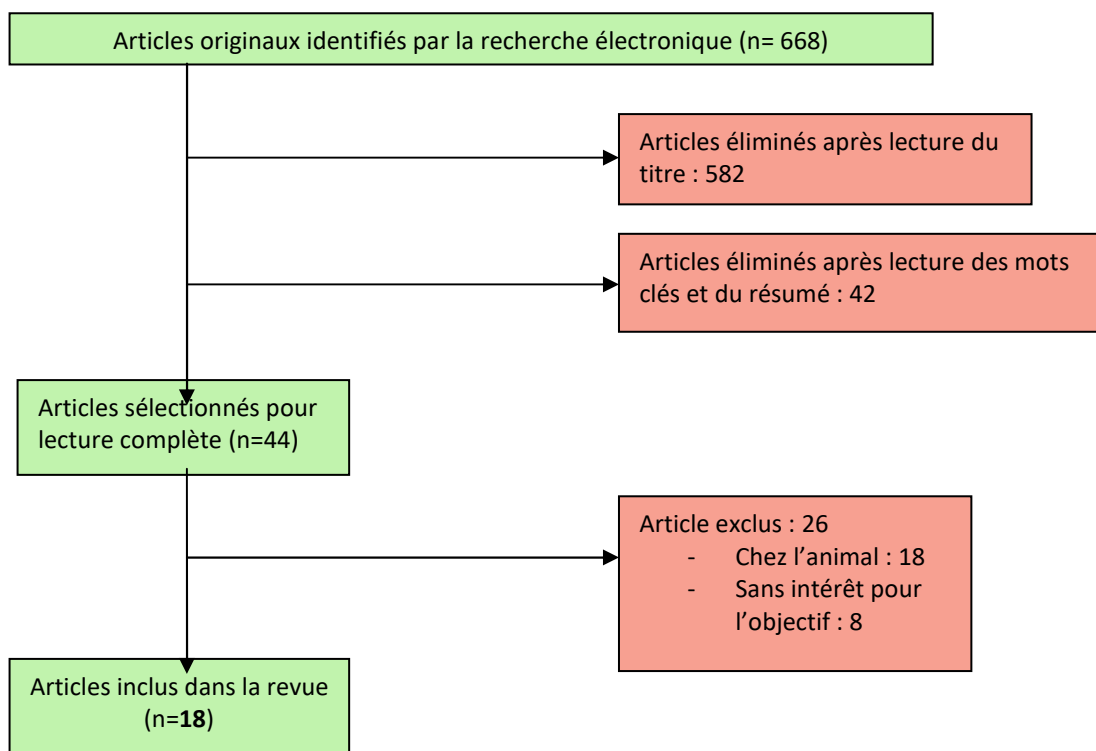 Articles originaux identifiés par la recherche électronique (n= 668)
Articles éliminés après lecture du
titre : 582
Articles éliminés après lecture des mots
clés et du résumé : 42
Articles sélectionnés pour
lecture complète (n=44)
Article exclus : 26
- Chez l’animal : 18
- Sans intérêt pour
l’objectif : 8
Articles inclus dans la revue
(n=18)